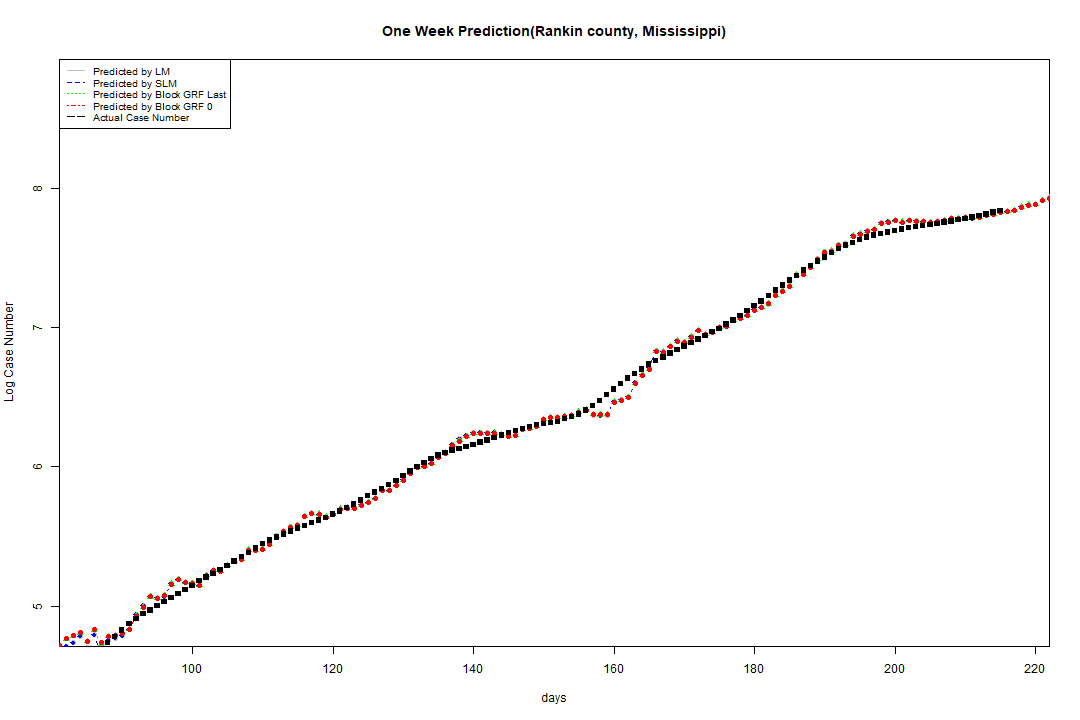 One Week Prediction(Rankin county, Mississippi)
Predicted by LM
Predicted by SLM
Predicted by Block GRF Last
Predicted by Block GRF 0
Actual Case Number
8
7
6
5
Log Case Number
100 120 140 160 180 200 220
days